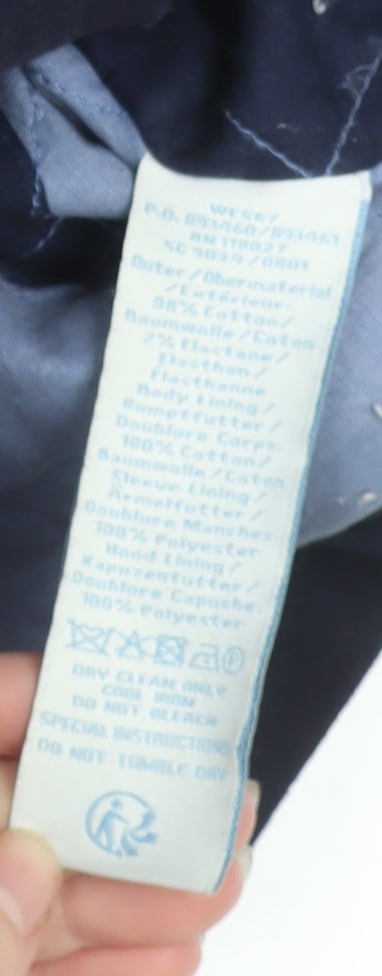 WE567
P.O. 893460/893461
AN 118027
SC 9034/0001
Outer/Obermaterial
/Extérieur.
98% Cotton/
Baumwolle/Coton
2% Elastane/
Elasthan/
Elasthanne
Body Lining/
Rumpffutter/
Doublure Corps.
100% Cotton/
Baumwolle/Coton
Sleeve Lining/
Ärmelfutter/
Doublure Manches.
100% Polyester
Hood Lining/
Kapuzenfutter/
Doublure Capuche.
100% Polyester
DRY CLEAN ONLY
COOL IRON
DO NOT BLEACH
SPECIAL INSTRUCTIONS
DO NOT TUMBLE DRY